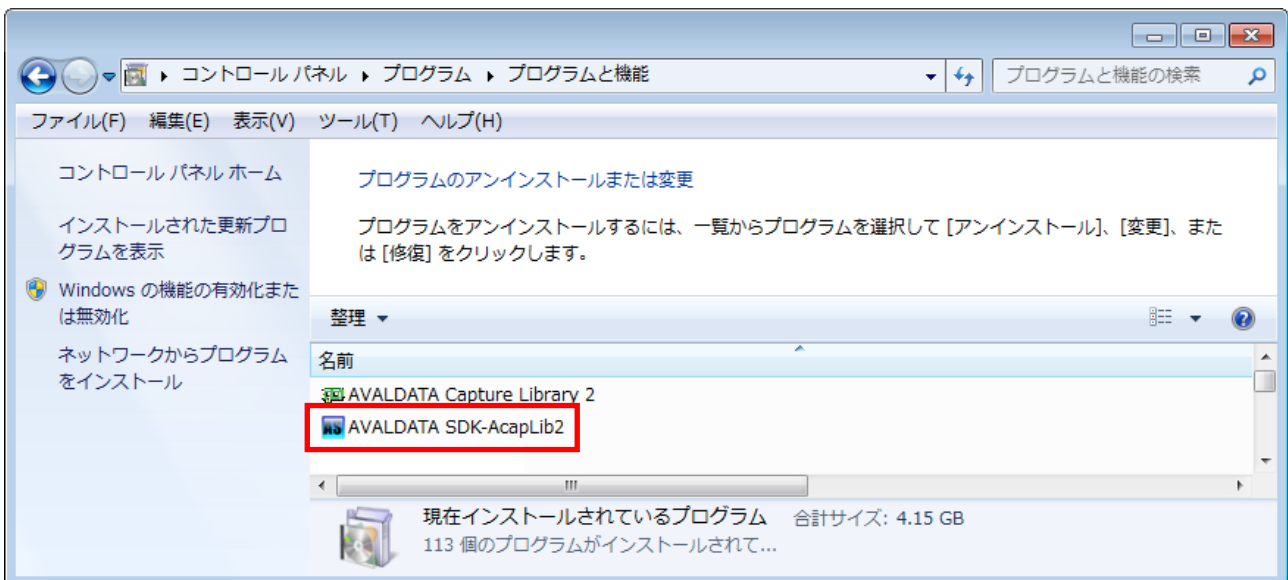 コントロール パネル ▸ プログラム ▸ プログラムと機能
プログラムと機能の検索
ファイル(F) 編集(E) 表示(V) ツール(T) ヘルプ(H)
コントロール パネル ホーム
インストールされた更新プロ
グラムを表示
Windows の機能の有効化また
は無効化
ネットワークからプログラム
をインストール
プログラムのアンインストールまたは変更
プログラムをアンインストールするには、一覧からプログラムを選択して [アンインストール]、[変更]、また
は [修復] をクリックします。
整理
名前
AVALDATA Capture Library 2
AVALDATA SDK-AcapLib2
現在インストールされているプログラム 合計サイズ: 4.15 GB
113 個のプログラムがインストールされて...